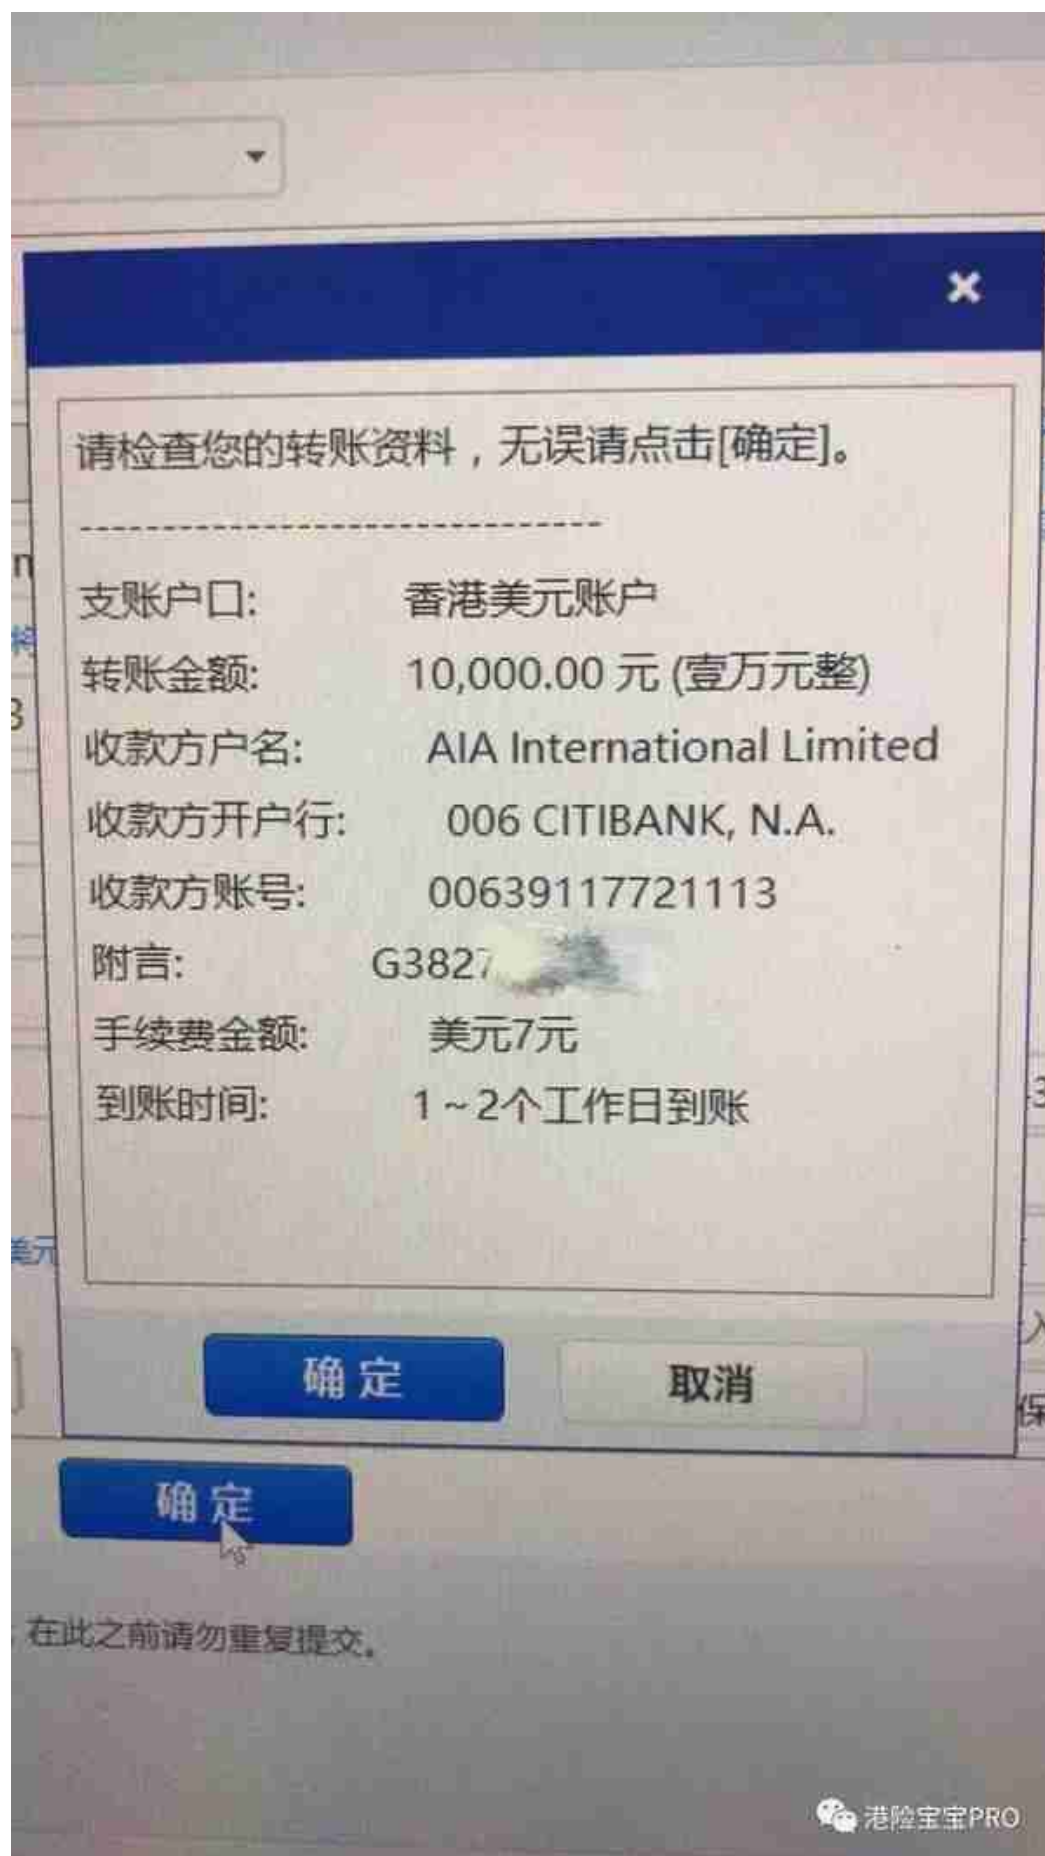 请检查您的转账资料，无误请点击[确定]。
-------------------------------
支账户口: 香港美元账户
转账金额: 10,000.00 元 (壹万元整)
收款方户名: AIA International Limited
收款方开户行: 006 CITIBANK, N.A.
收款方账号: 00639117721113
附言: G3827
手续费金额: 美元7元
到账时间: 1~2个工作日到账
美元
确定 取消
保
确定
在此之前请勿重复提交。
港险宝宝PRO